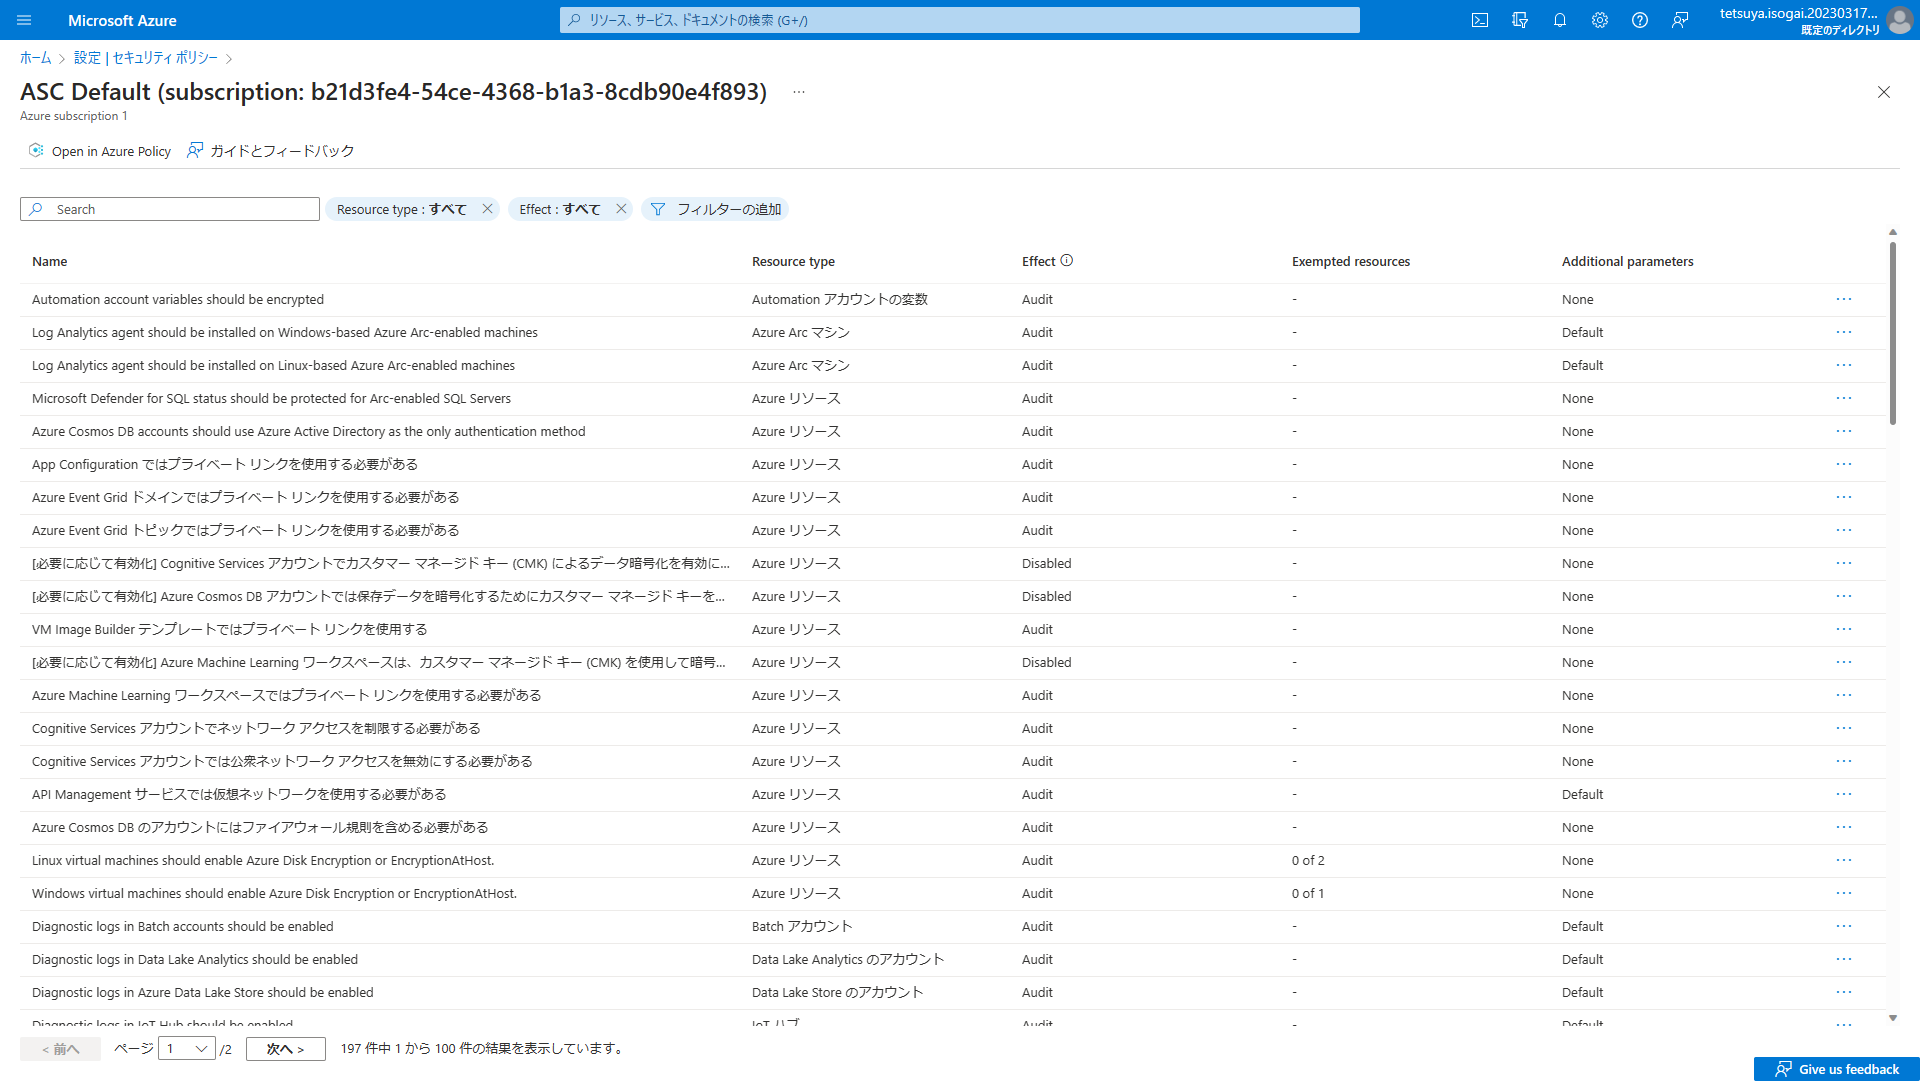 Microsoft Azure
リソース、サービス、ドキュメントの検索 (G+/)
tetsuya.isogai.20230317...
既定のディレクトリ
ホーム > 設定 | セキュリティ ポリシー >
ASC Default (subscription: b21d3fe4-54ce-4368-b1a3-8cdb90e4f893) ...
Azure subscription 1
Open in Azure Policy ガイドとフィードバック
Search Resource type : すべて Effect : すべて フィルターの追加
Name Resource type Effect Exempted resources Additional parameters
Automation account variables should be encrypted Automation アカウントの変数 Audit - None ...
Log Analytics agent should be installed on Windows-based Azure Arc-enabled machines Azure Arc マシン Audit - Default ...
Log Analytics agent should be installed on Linux-based Azure Arc-enabled machines Azure Arc マシン Audit - Default ...
Microsoft Defender for SQL status should be protected for Arc-enabled SQL Servers Azure リソース Audit - None ...
Azure Cosmos DB accounts should use Azure Active Directory as the only authentication method Azure リソース Audit - None ...
App Configuration ではプライベート リンクを使用する必要がある Azure リソース Audit - None ...
Azure Event Grid ドメインではプライベート リンクを使用する必要がある Azure リソース Audit - None ...
Azure Event Grid トピックではプライベート リンクを使用する必要がある Azure リソース Audit - None ...
[必要に応じて有効化] Cognitive Services アカウントでカスタマー マネージド キー (CMK) によるデータ暗号化を有効に... Azure リソース Disabled - None ...
[必要に応じて有効化] Azure Cosmos DB アカウントでは保存データを暗号化するためにカスタマー マネージド キーを... Azure リソース Disabled - None ...
VM Image Builder テンプレートではプライベート リンクを使用する Azure リソース Audit - None ...
[必要に応じて有効化] Azure Machine Learning ワークスペースは、カスタマー マネージド キー (CMK) を使用して暗号... Azure リソース Disabled - None ...
Azure Machine Learning ワークスペースではプライベート リンクを使用する必要がある Azure リソース Audit - None ...
Cognitive Services アカウントでネットワーク アクセスを制限する必要がある Azure リソース Audit - None ...
Cognitive Services アカウントでは公衆ネットワーク アクセスを無効にする必要がある Azure リソース Audit - None ...
API Management サービスでは仮想ネットワークを使用する必要がある Azure リソース Audit - Default ...
Azure Cosmos DB のアカウントにはファイアウォール規則を含める必要がある Azure リソース Audit - None ...
Linux virtual machines should enable Azure Disk Encryption or EncryptionAtHost. Azure リソース Audit 0 of 2 None ...
Windows virtual machines should enable Azure Disk Encryption or EncryptionAtHost. Azure リソース Audit 0 of 1 None ...
Diagnostic logs in Batch accounts should be enabled Batch アカウント Audit - Default ...
Diagnostic logs in Data Lake Analytics should be enabled Data Lake Analytics のアカウント Audit - Default ...
Diagnostic logs in Azure Data Lake Store should be enabled Data Lake Store のアカウント Audit - Default ...
Diagnostic logs in IoT Hub should be enabled IoT ハブ Audit - Default ...
< 前へ ページ 1 /2 次へ > 197 件中 1 から 100 件の結果を表示しています。
Give us feedback